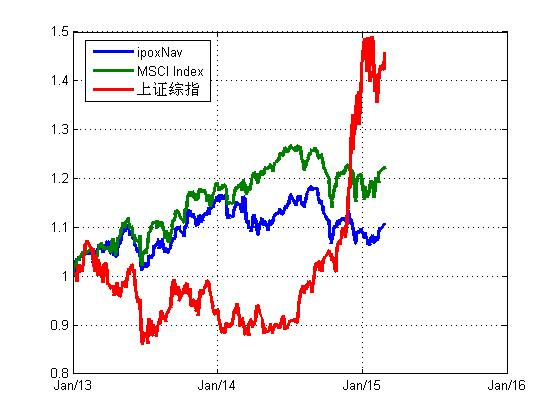 1.5
1.4
1.3
1.2
1.1
1
0.9
0.8
ipoxNav
MSCI Index
上证综指
Jan/13
Jan/14
Jan/15
Jan/16